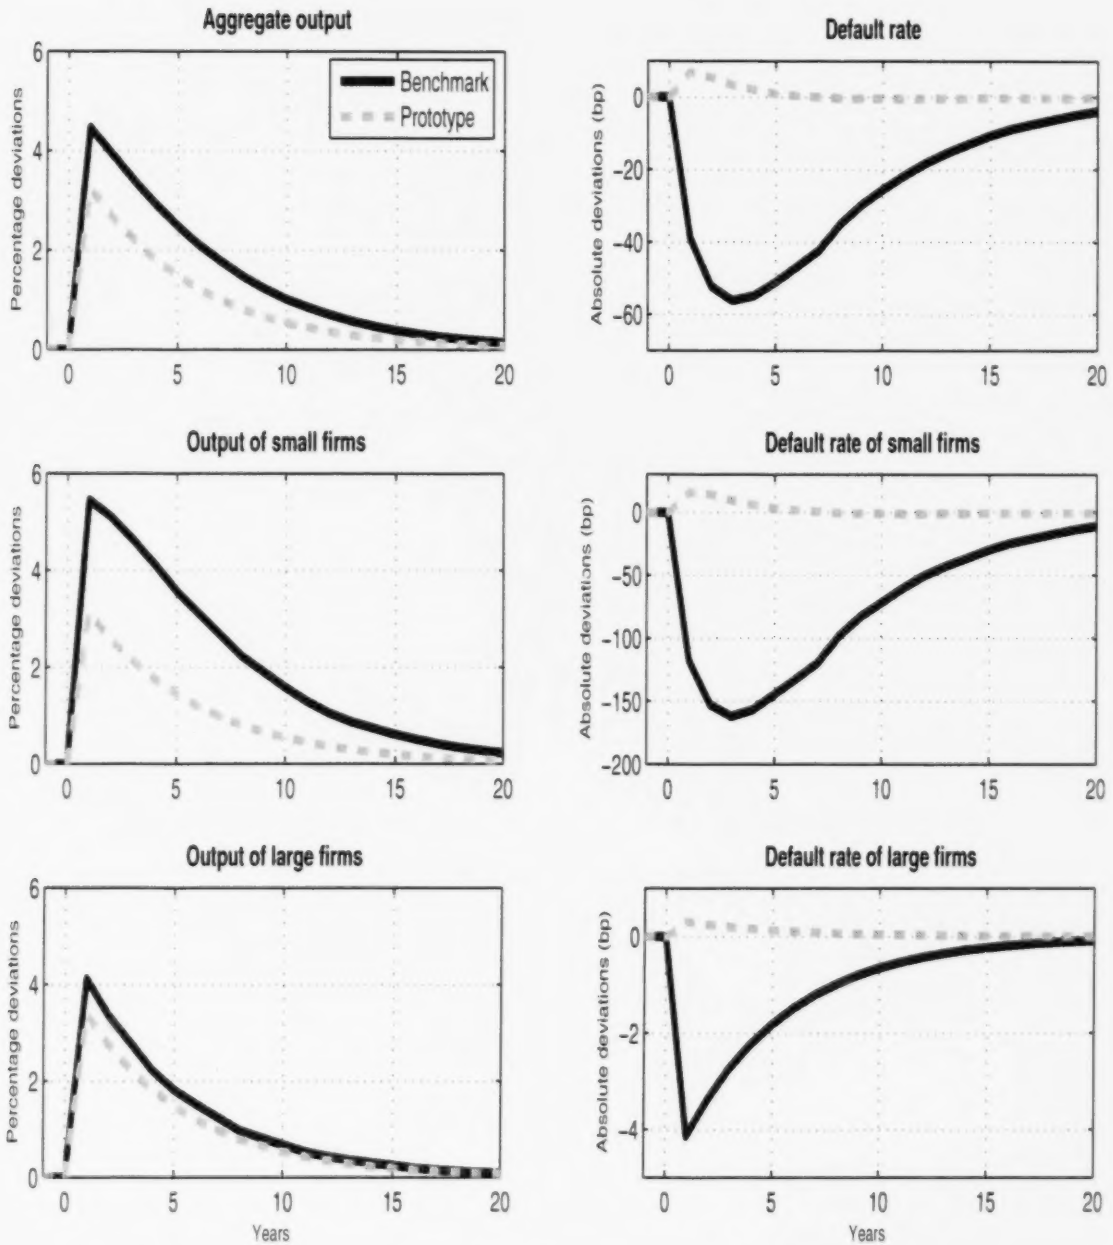 Aggregate output
Percentage deviations
6
4
2
0
0 5 10 15 20
Benchmark
Prototype
Default rate
Absolute deviations (bp)
0
−20
−40
−60
0 5 10 15 20
Output of small firms
Percentage deviations
6
4
2
0
0 5 10 15 20
Default rate of small firms
Absolute deviations (bp)
0
−50
−100
−150
−200
0 5 10 15 20
Output of large firms
Percentage deviations
6
4
2
0
0 5 10 15 20
Years
Default rate of large firms
Absolute deviations (bp)
0
−2
−4
0 5 10 15 20
Years